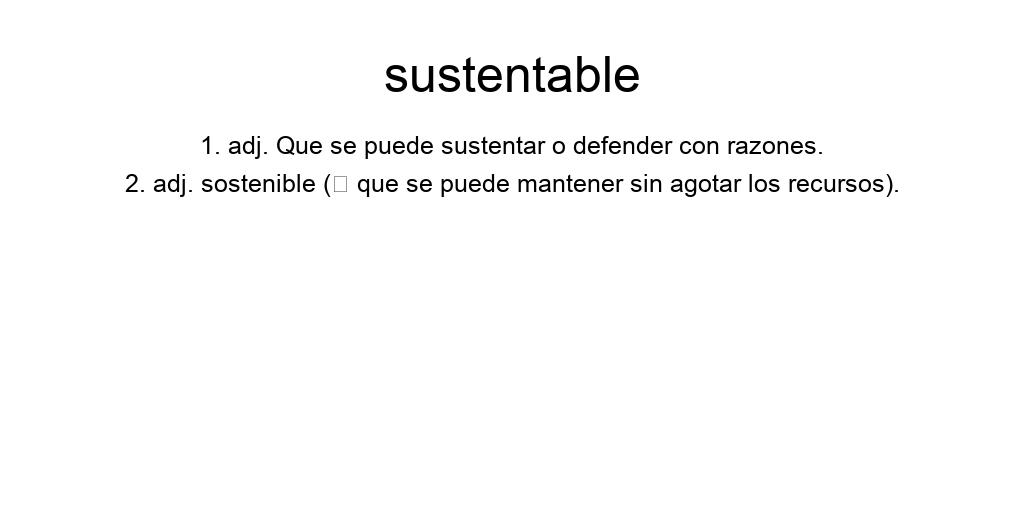 sustentable
1. adj. Que se puede sustentar o defender con razones.
2. adj. sostenible (□ que se puede mantener sin agotar los recursos).